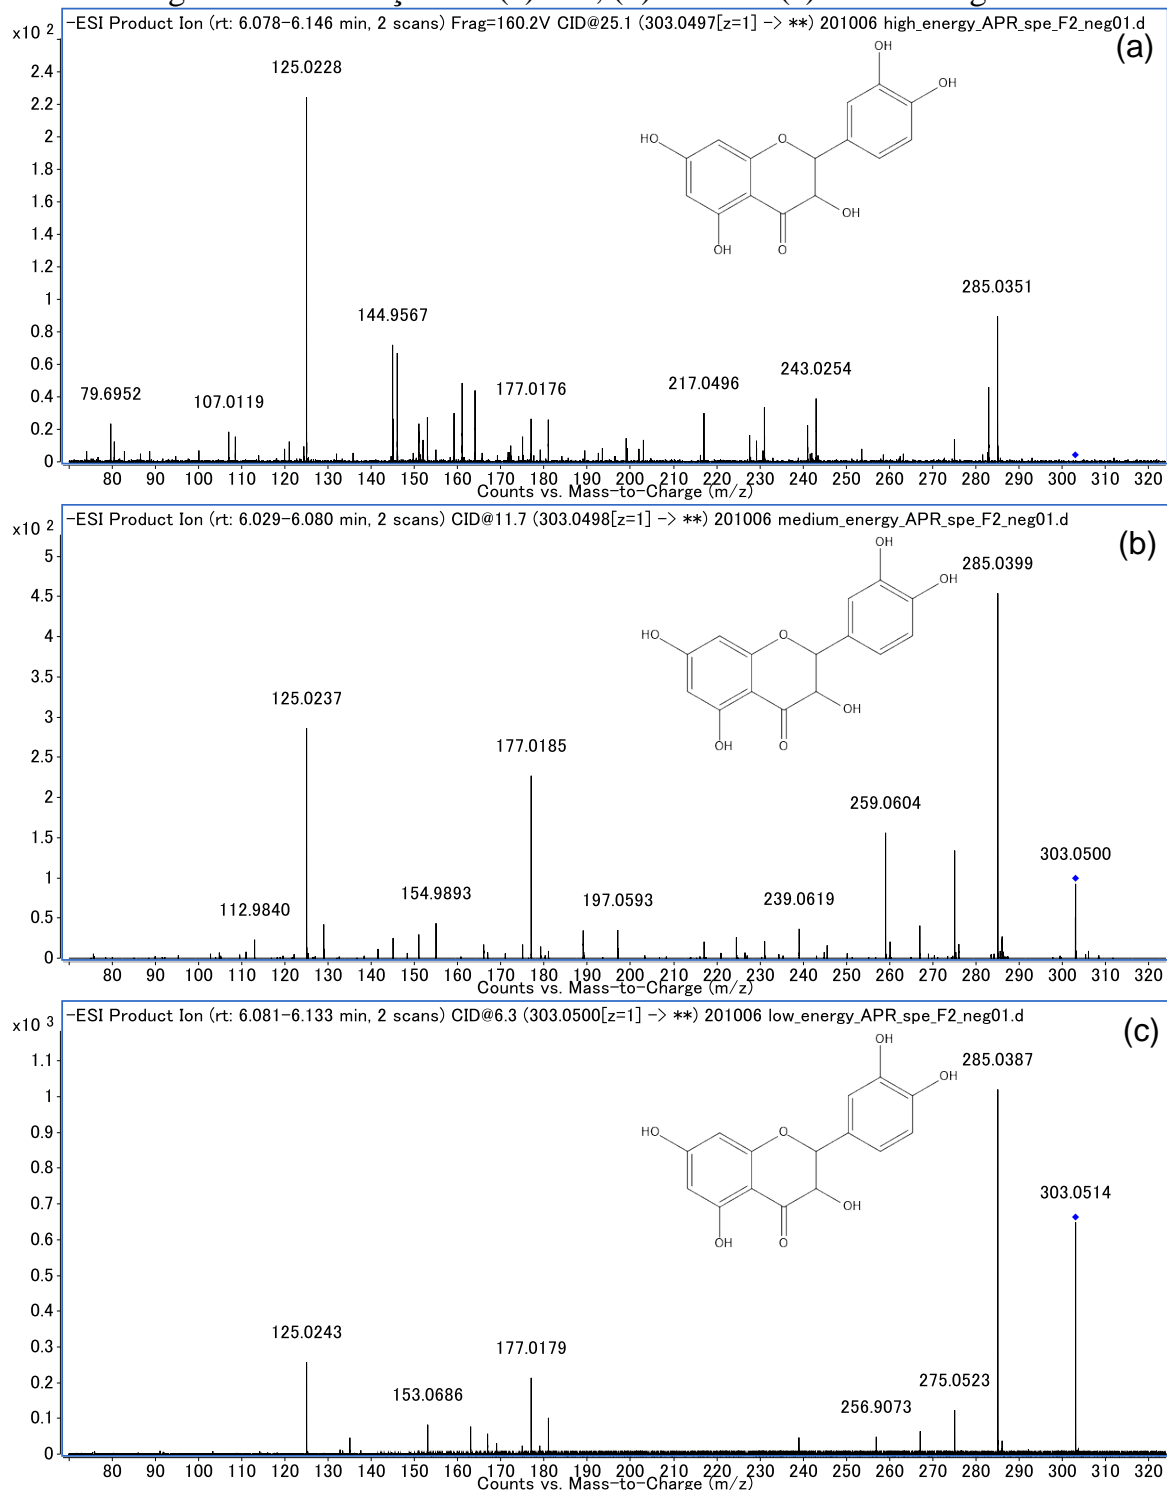 -ESI Product Ion (rt: 6.078-6.146 min, 2 scans) Frag=160.2V CID@25.1 (303.0497[z=1] -> **) 201006 high_energy_APR_spe_F2_neg01.d
(a)
x10 2
2.4
2.2
2
1.8
1.6
1.4
1.2
1
0.8
0.6
0.4
0.2
0
125.0228
144.9567
79.6952
107.0119
177.0176
217.0496
243.0254
285.0351
OH
OH
HO
O
OH
OH
O
80 90 100 110 120 130 140 150 160 170 180 190 200 210 220 230 240 250 260 270 280 290 300 310 320
Counts vs. Mass-to-Charge (m/z)
-ESI Product Ion (rt: 6.029-6.080 min, 2 scans) CID@11.7 (303.0498[z=1] -> **) 201006 medium_energy_APR_spe_F2_neg01.d
(b)
x10 2
5
4.5
4
3.5
3
2.5
2
1.5
1
0.5
0
285.0399
125.0237
177.0185
259.0604
303.0500
112.9840
154.9893
197.0593
239.0619
OH
OH
HO
O
OH
OH
O
80 90 100 110 120 130 140 150 160 170 180 190 200 210 220 230 240 250 260 270 280 290 300 310 320
Counts vs. Mass-to-Charge (m/z)
-ESI Product Ion (rt: 6.081-6.133 min, 2 scans) CID@6.3 (303.0500[z=1] -> **) 201006 low_energy_APR_spe_F2_neg01.d
(c)
x10 3
1.1
1
0.9
0.8
0.7
0.6
0.5
0.4
0.3
0.2
0.1
0
285.0387
303.0514
125.0243
177.0179
153.0686
256.9073
275.0523
OH
OH
HO
O
OH
OH
O
80 90 100 110 120 130 140 150 160 170 180 190 200 210 220 230 240 250 260 270 280 290 300 310 320
Counts vs. Mass-to-Charge (m/z)